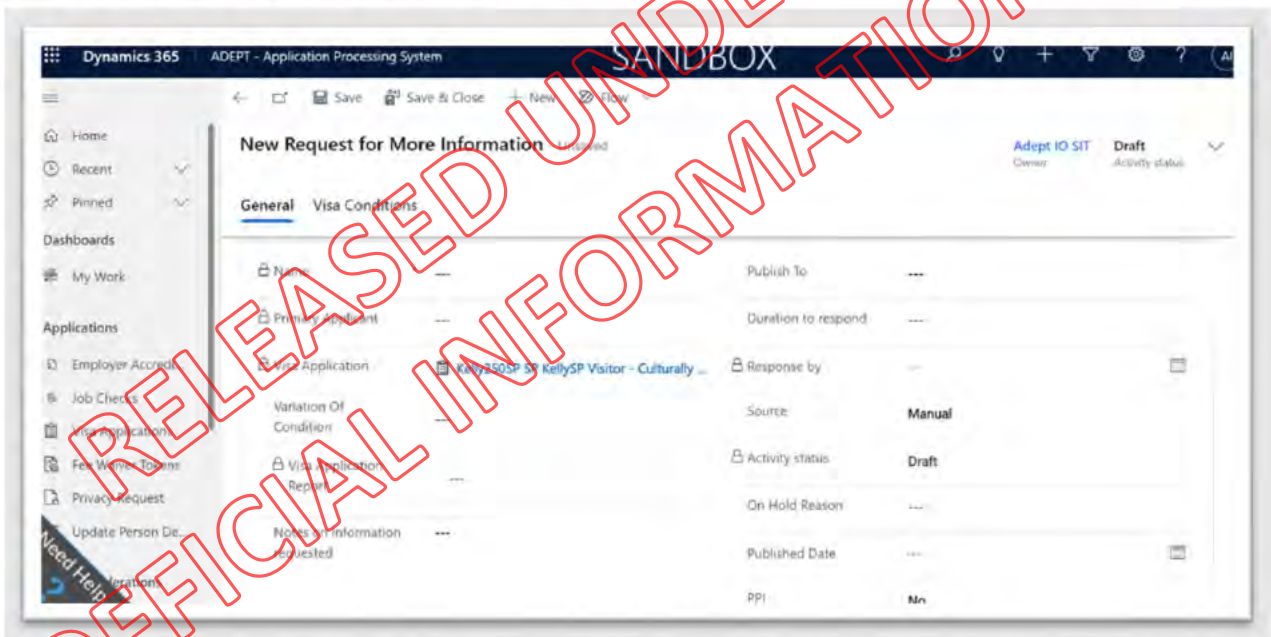 SANDBOX
Dynamics 365
ADEPT - Application Processing System
Save
Save & Close
New
Flow
New Request for More Information
Unsaved
Adept IO SIT
Owner
Draft
Activity status
General
Visa Conditions
Home
Recent
Pinned
Dashboards
My Work
Applications
Employer Accredi...
Job Checks
Visa Applications
Fee Waiver Tokens
Privacy Request
Update Person De...
Need Help
Name
---
Primary Applicant
---
Visa Application
Kelly250SP SP KellySP Visitor - Culturally ...
Variation Of
Condition
---
Visa Application
Report
---
Notes on information
requested
---
Publish To
---
Duration to respond
---
Response by
---
Source
Manual
Activity status
Draft
On Hold Reason
---
Published Date
---
PPI
No
RELEASED UNDE
OFFICIAL INFORMATIO